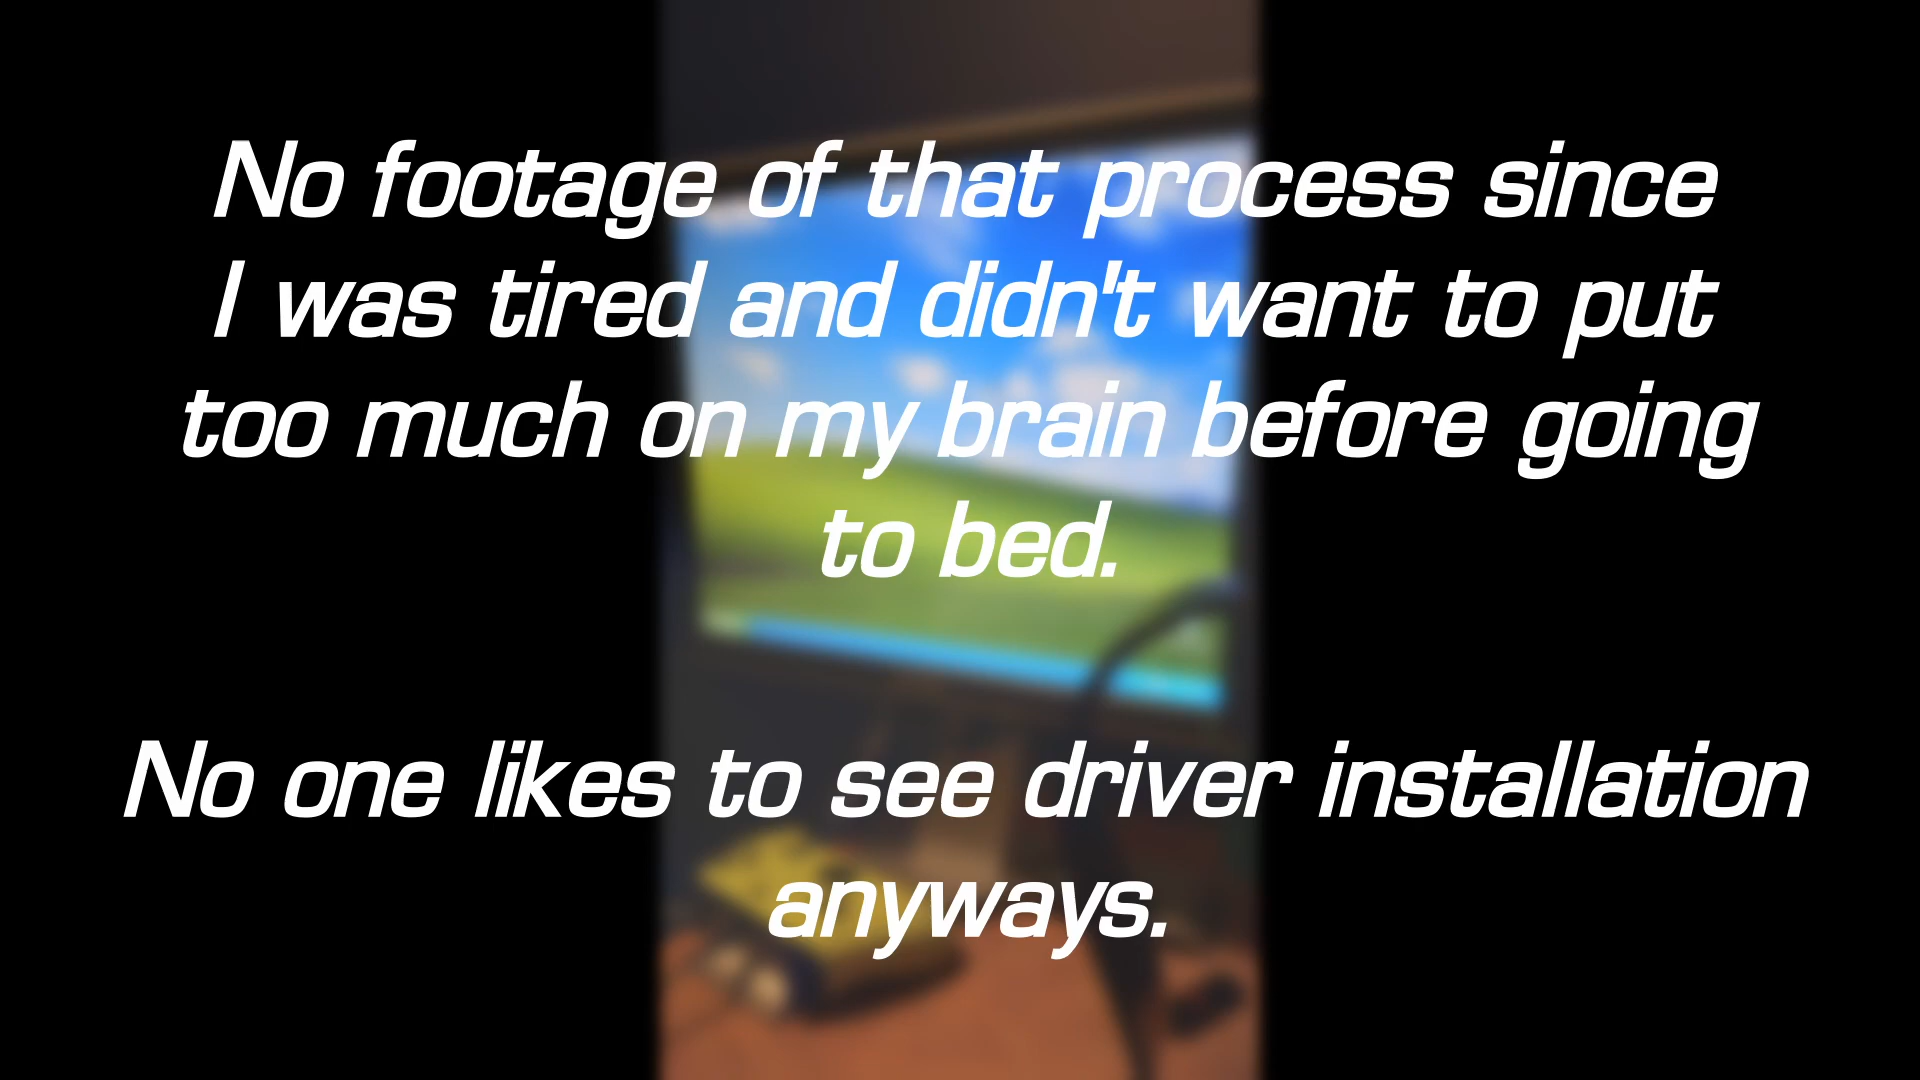 No footage of that process since
I was tired and didn't want to put
too much on my brain before going
to bed.
No one likes to see driver installation
anyways.